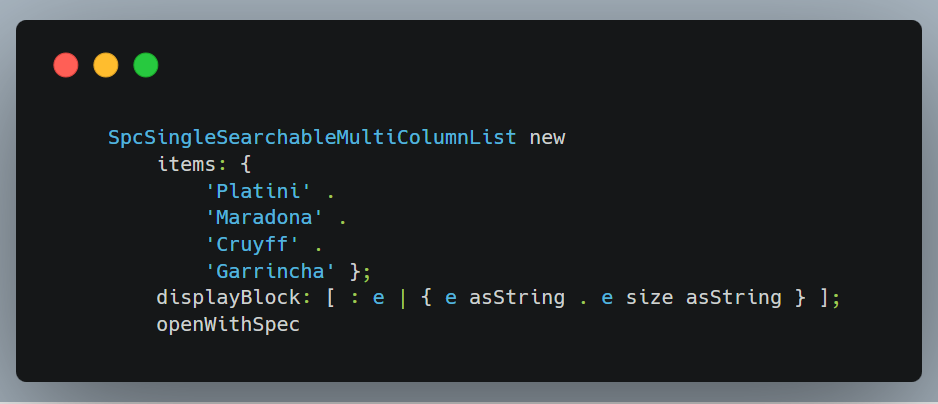 SpcSingleSearchableMultiColumnList new
items: {
'Platini' .
'Maradona' .
'Cruyff' .
'Garrincha' };
displayBlock: [ : e | { e asString . e size asString } ];
openWithSpec